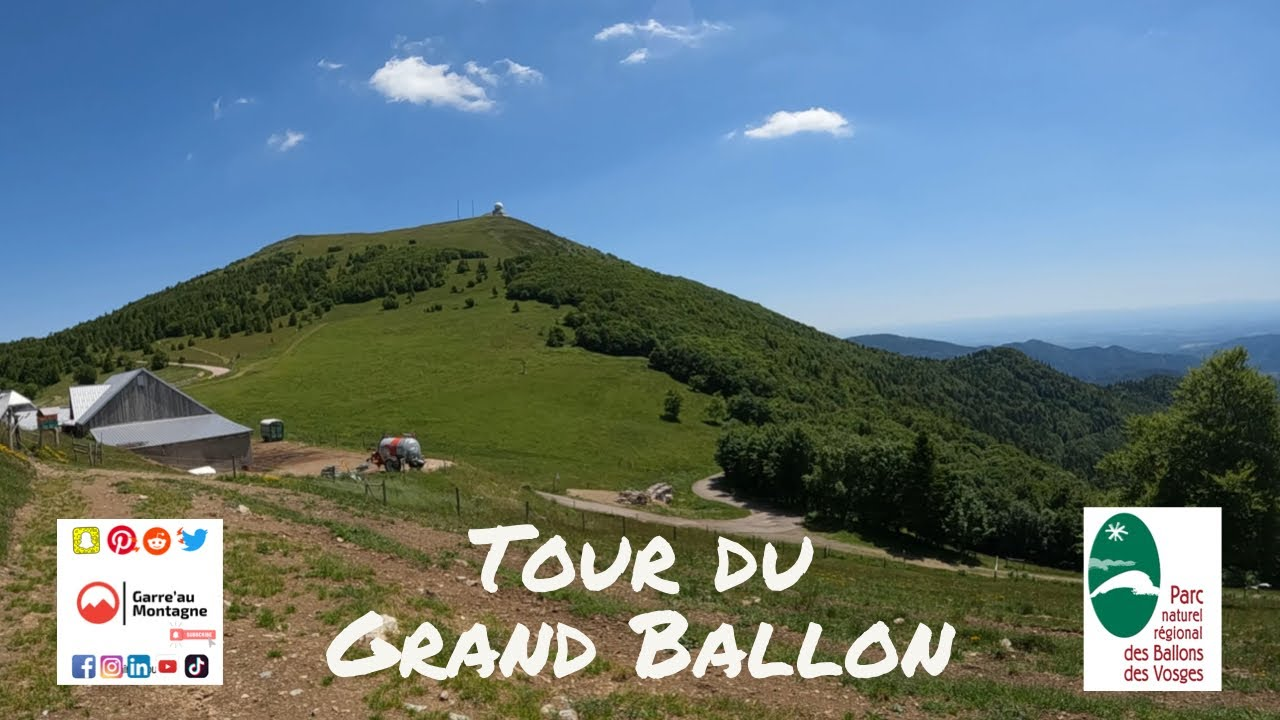 Tour du
Grand Ballon
Garre'au
Montagne
SUBSCRIBE
Parc
naturel
régional
des Ballons
des Vosges